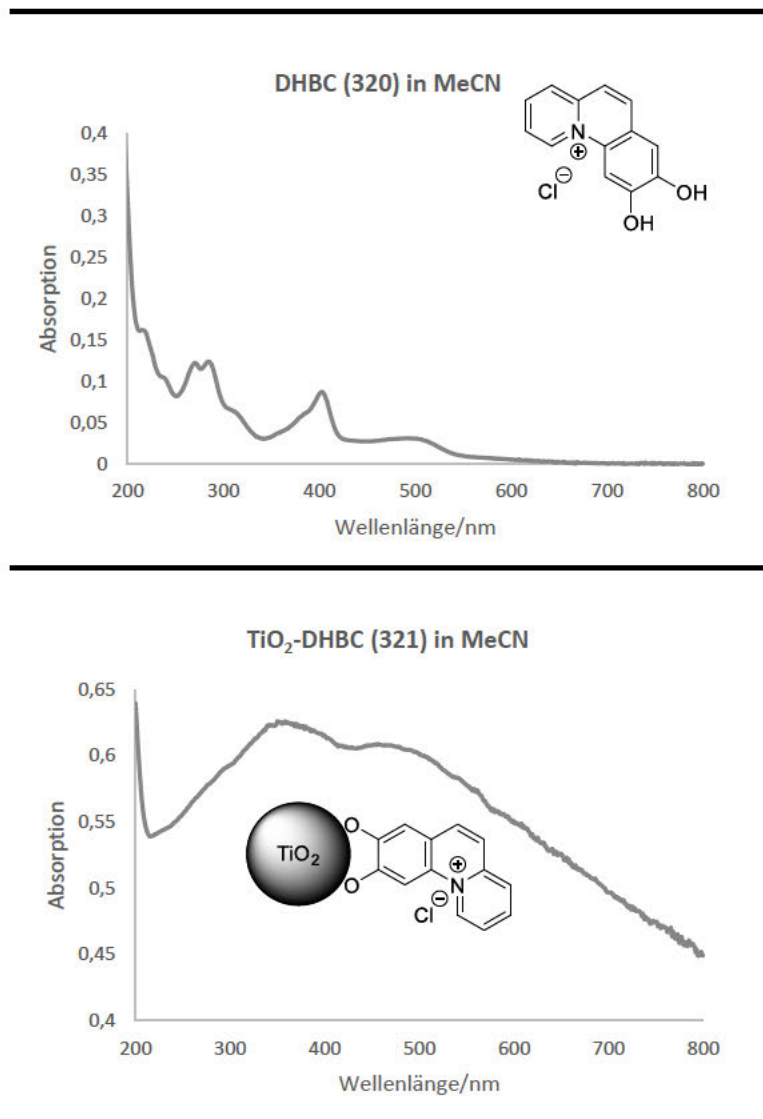 DHBC (320) in MeCN
0,4
0,35
0,3
0,25
0,2
0,15
0,1
0,05
0
Absorption
200 300 400 500 600 700 800
Wellenlänge/nm
N
⊕
Cl⊖
OH
OH
TiO₂-DHBC (321) in MeCN
0,65
0,6
0,55
0,5
0,45
0,4
Absorption
200 300 400 500 600 700 800
Wellenlänge/nm
TiO₂
O
O
⊕
N
Cl⊖